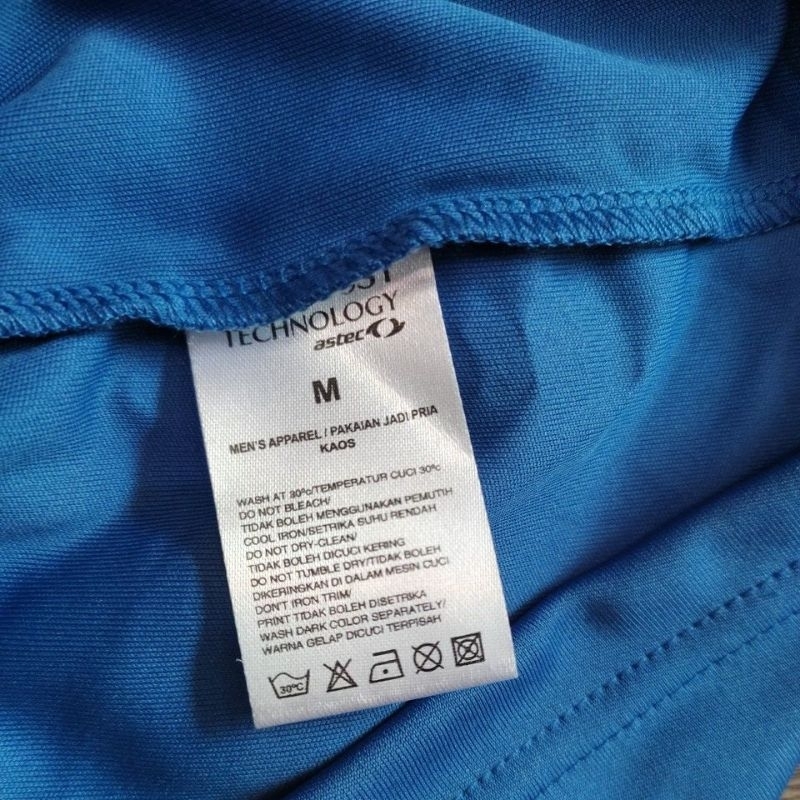 TECHNOLOGY
astec
M
MEN'S APPAREL / PAKAIAN JADI PRIA
KAOS
WASH AT 30ºc/TEMPERATUR CUCI 30ºc
DO NOT BLEACH/
TIDAK BOLEH MENGGUNAKAN PEMUTIH
COOL IRON/SETRIKA SUHU RENDAH
DO NOT DRY-CLEAN/
TIDAK BOLEH DICUCI KERING
DO NOT TUMBLE DRY/TIDAK BOLEH
DIKERINGKAN DI DALAM MESIN CUCI
DON'T IRON TRIM/
PRINT TIDAK BOLEH DISETRIKA
WASH DARK COLOR SEPARATELY/
WARNA GELAP DICUCI TERPISAH
30°C